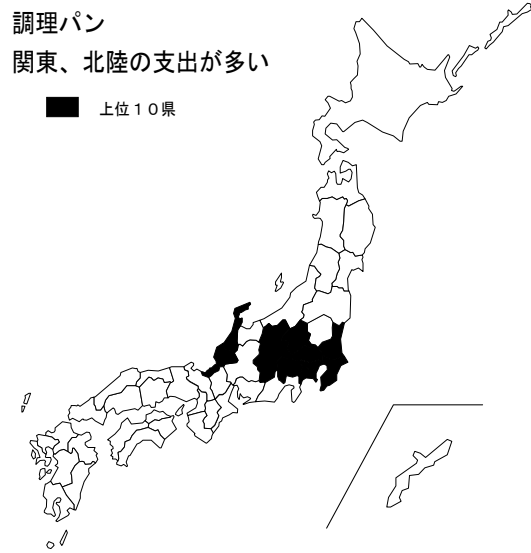 調理パン
関東、北陸の支出が多い
上位１０県